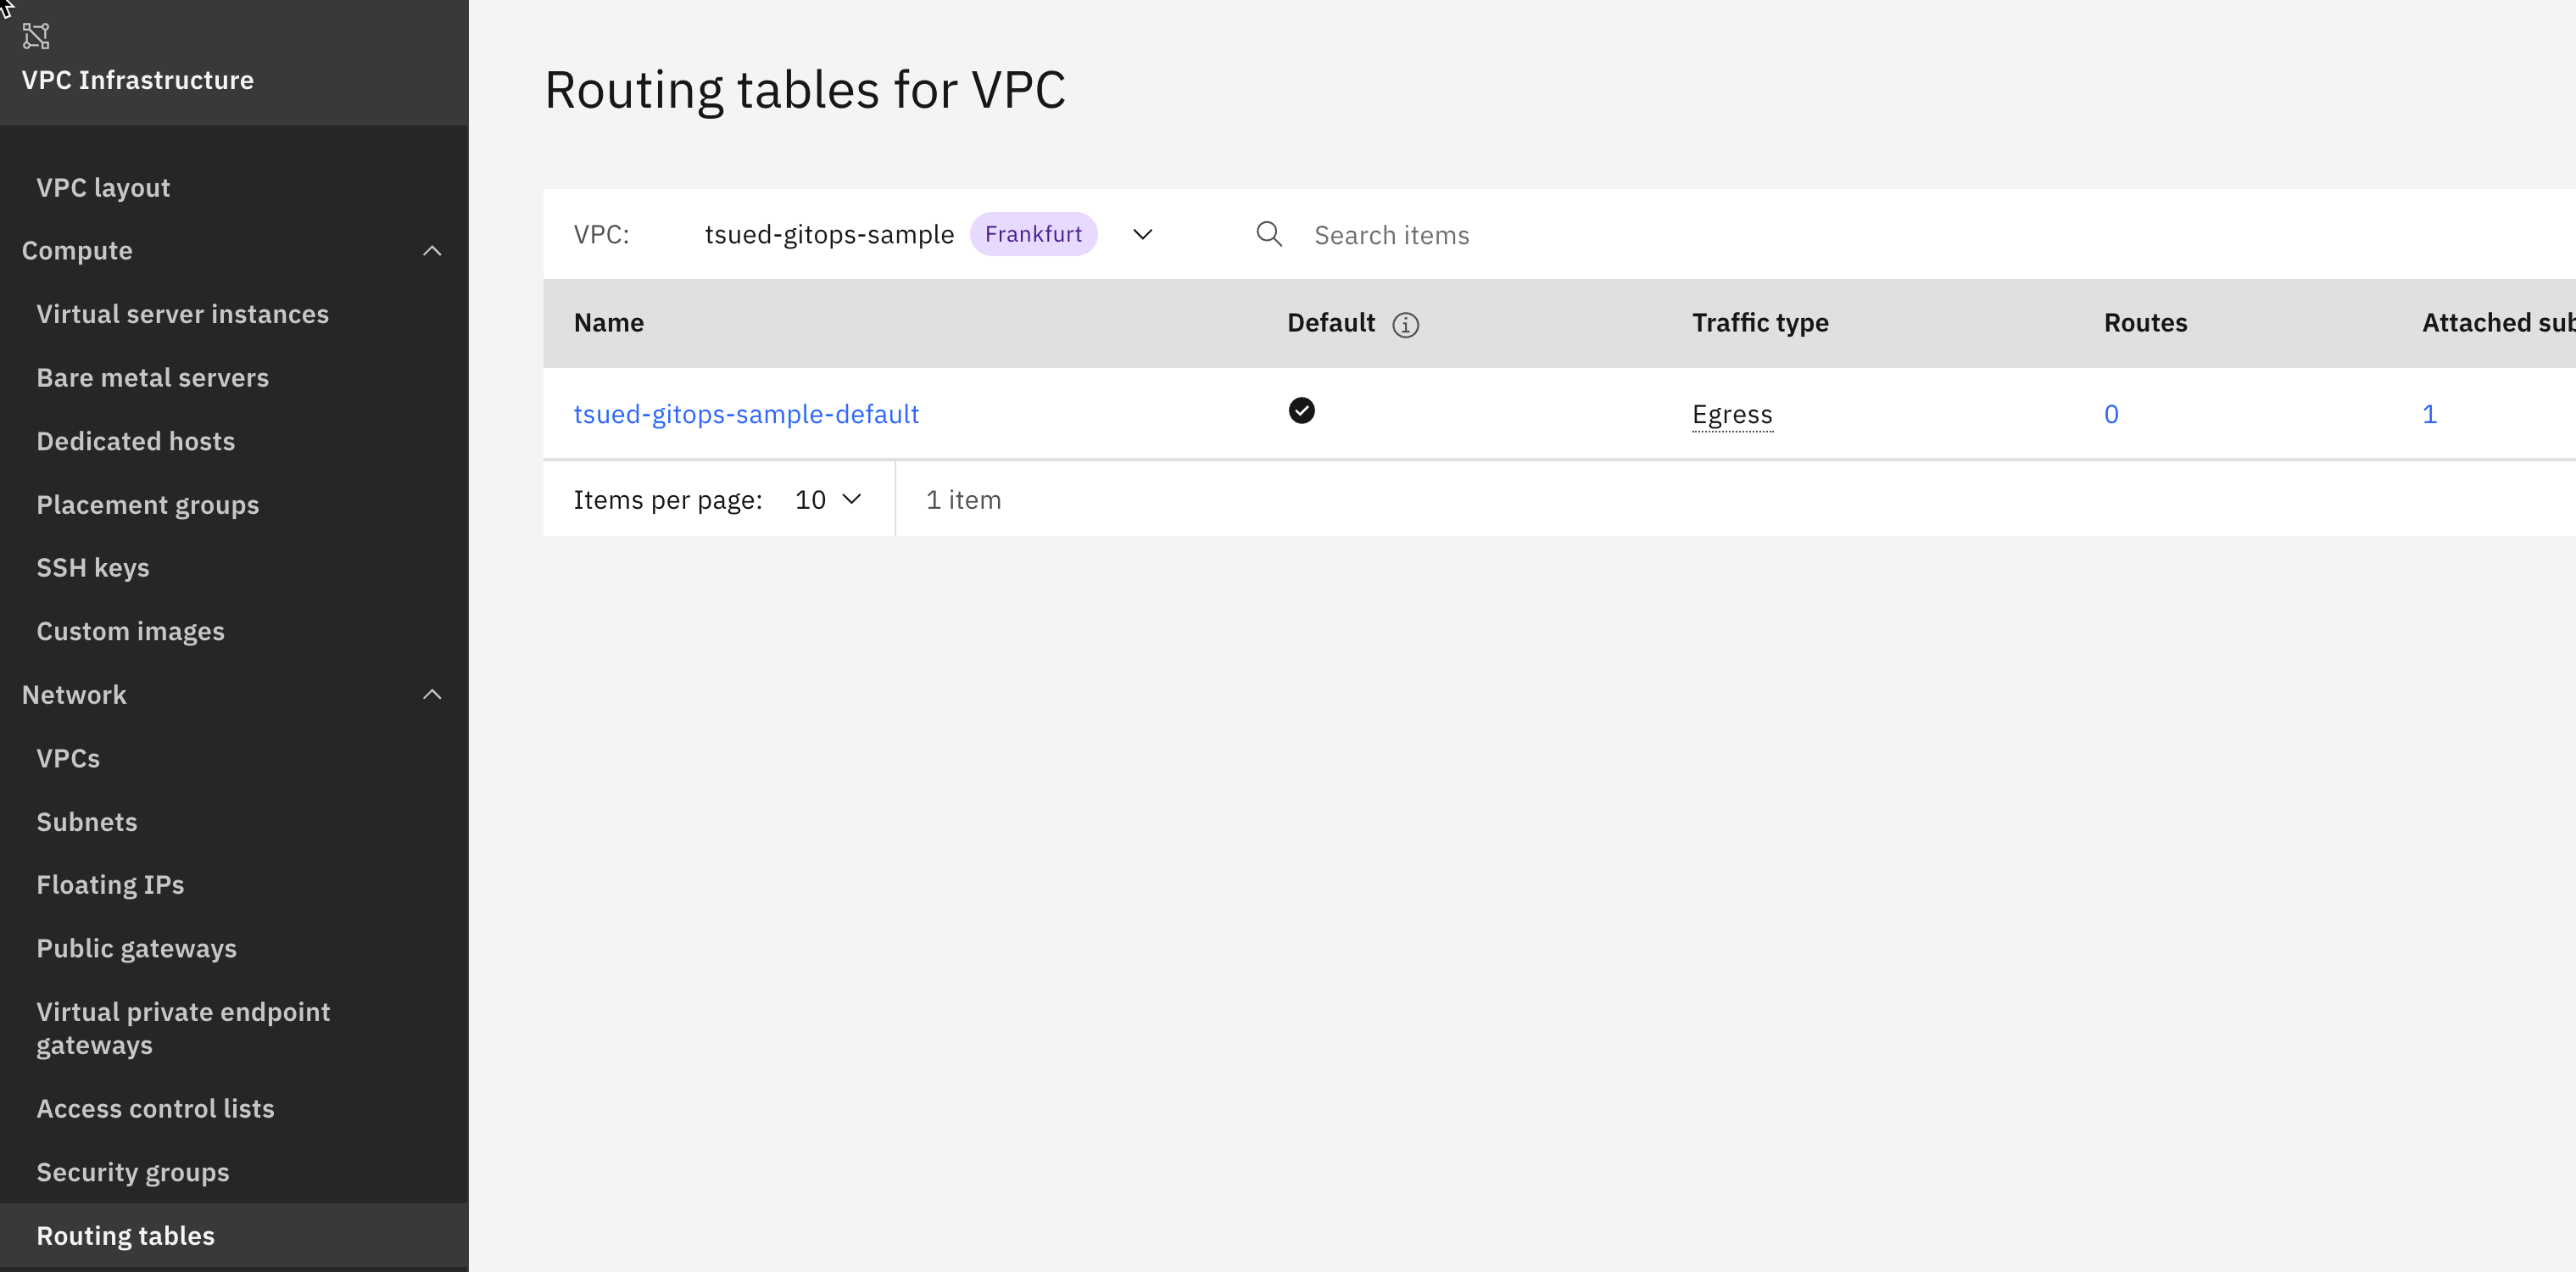 VPC Infrastructure
VPC layout
Compute
Virtual server instances
Bare metal servers
Dedicated hosts
Placement groups
SSH keys
Custom images
Network
VPCs
Subnets
Floating IPs
Public gateways
Virtual private endpoint
gateways
Access control lists
Security groups
Routing tables
Routing tables for VPC
VPC: tsued-gitops-sample Frankfurt Search items
Name Default Traffic type Routes Attached sub
tsued-gitops-sample-default Egress 0 1
Items per page: 10 1 item